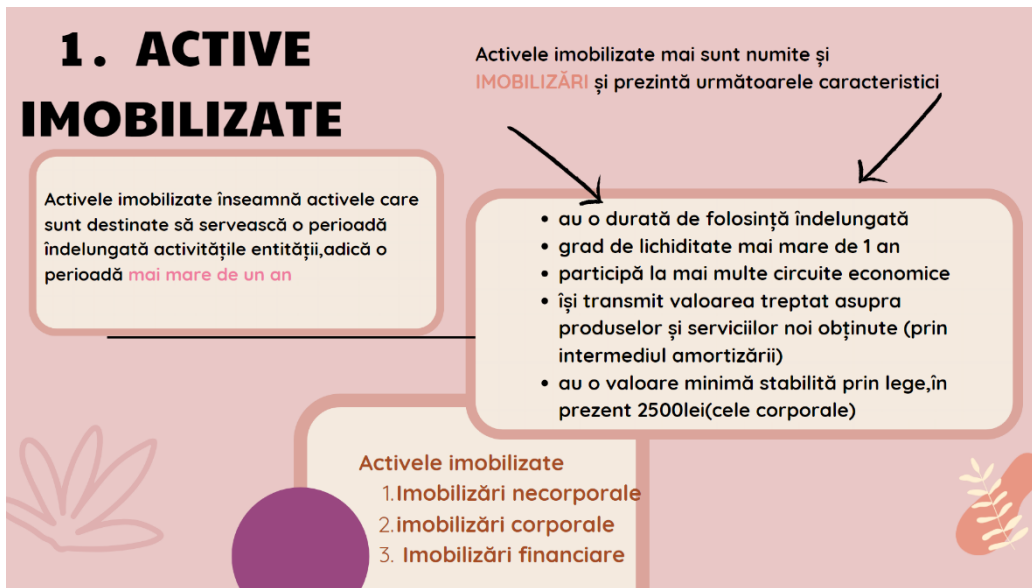 1. ACTIVE
IMOBILIZATE
Activele imobilizate mai sunt numite și
IMOBILIZĂRI și prezintă următoarele caracteristici
Activele imobilizate înseamnă activele care
sunt destinate să servească o perioadă
îndelungată activitățile entității,adică o
perioadă mai mare de un an
• au o durată de folosință îndelungată
• grad de lichiditate mai mare de 1 an
• participă la mai multe circuite economice
• își transmit valoarea treptat asupra
produselor și serviciilor noi obținute (prin
intermediul amortizării)
• au o valoare minimă stabilită prin lege,în
prezent 2500lei(cele corporale)
Activele imobilizate
1.Imobilizări necorporale
2.imobilizări corporale
3. Imobilizări financiare